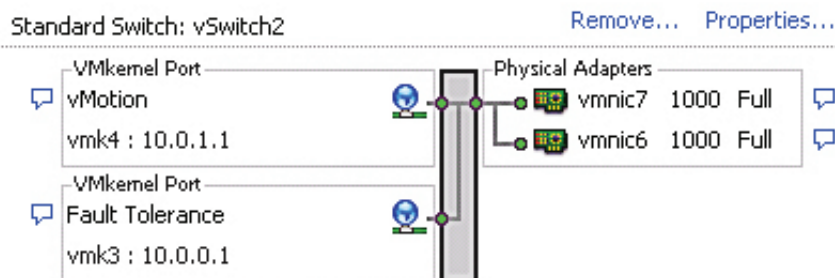 Standard Switch: vSwitch2 Remove... Properties...
VMkernel Port
vMotion
vmk4 : 10.0.1.1
Physical Adapters
vmnic7 1000 Full
vmnic6 1000 Full
VMkernel Port
Fault Tolerance
vmk3 : 10.0.0.1